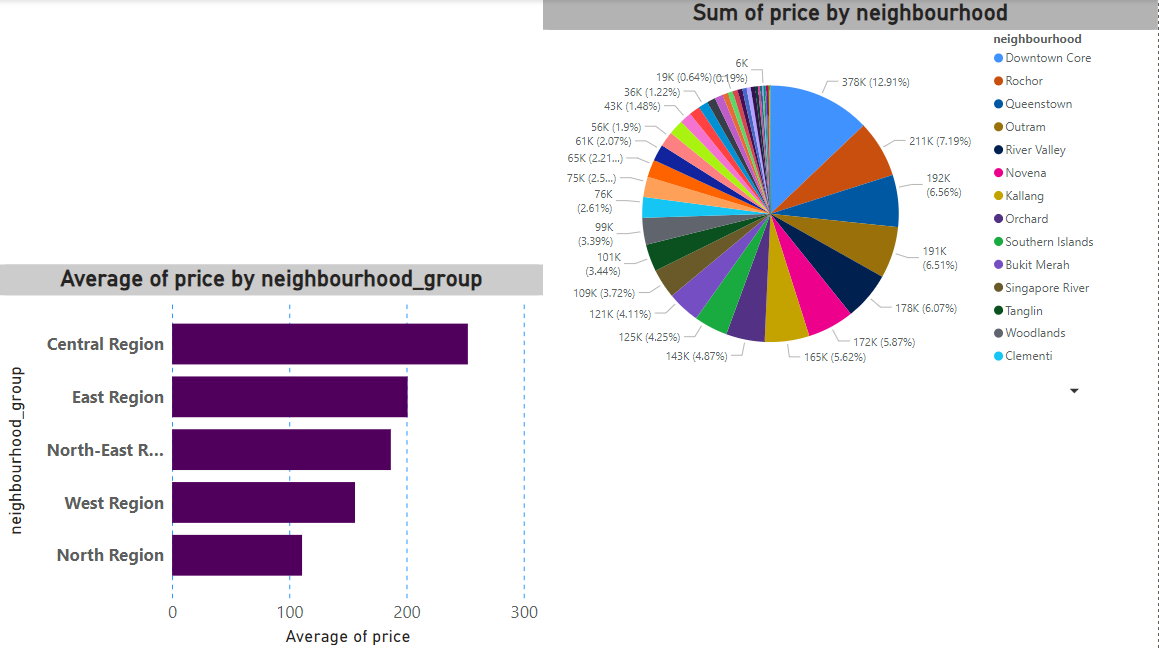 Sum of price by neighbourhood
neighbourhood
Downtown Core
Rochor
Queenstown
Outram
River Valley
Novena
Kallang
Orchard
Southern Islands
Bukit Merah
Singapore River
Tanglin
Woodlands
Clementi
6K
19K (0.64%)
(0.19%)
36K (1.22%)
43K (1.48%)
56K (1.9%)
61K (2.07%)
65K (2.21...)
75K (2.5...)
76K
(2.61%)
99K
(3.39%)
101K
(3.44%)
109K (3.72%)
121K (4.11%)
125K (4.25%)
143K (4.87%)
165K (5.62%)
172K (5.87%)
178K (6.07%)
191K
(6.51%)
192K
(6.56%)
211K (7.19%)
378K (12.91%)
Average of price by neighbourhood_group
neighbourhood_group
Central Region
East Region
North-East R...
West Region
North Region
0 100 200 300
Average of price